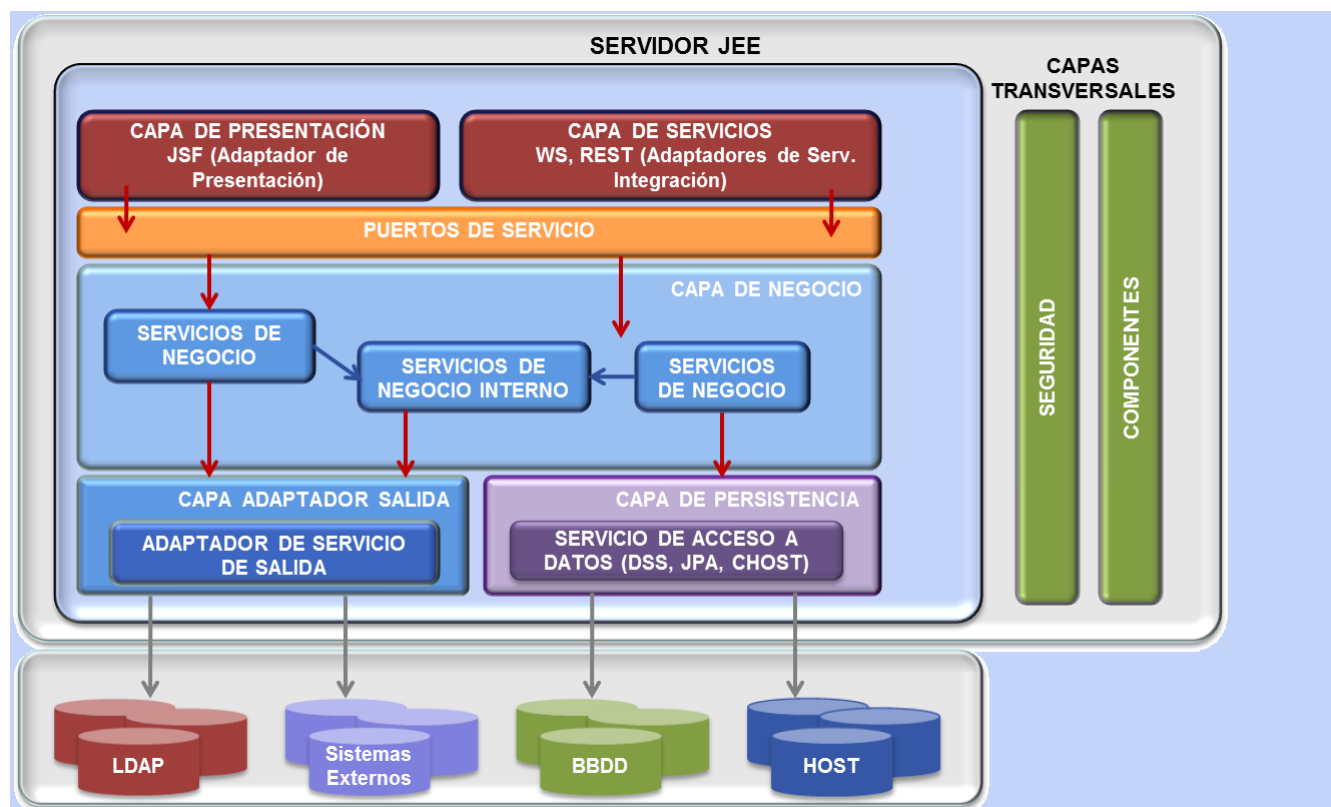 SERVIDOR JEE
CAPAS
TRANSVERSALES
CAPA DE PRESENTACIÓN
JSF (Adaptador de
Presentación)
CAPA DE SERVICIOS
WS, REST (Adaptadores de Serv.
Integración)
PUERTOS DE SERVICIO
CAPA DE NEGOCIO
SERVICIOS DE
NEGOCIO
SERVICIOS DE
NEGOCIO INTERNO
SERVICIOS
DE NEGOCIO
CAPA ADAPTADOR SALIDA
ADAPTADOR DE SERVICIO
DE SALIDA
CAPA DE PERSISTENCIA
SERVICIO DE ACCESO A
DATOS (DSS, JPA, CHOST)
SEGURIDAD
COMPONENTES
LDAP
Sistemas
Externos
BBDD
HOST